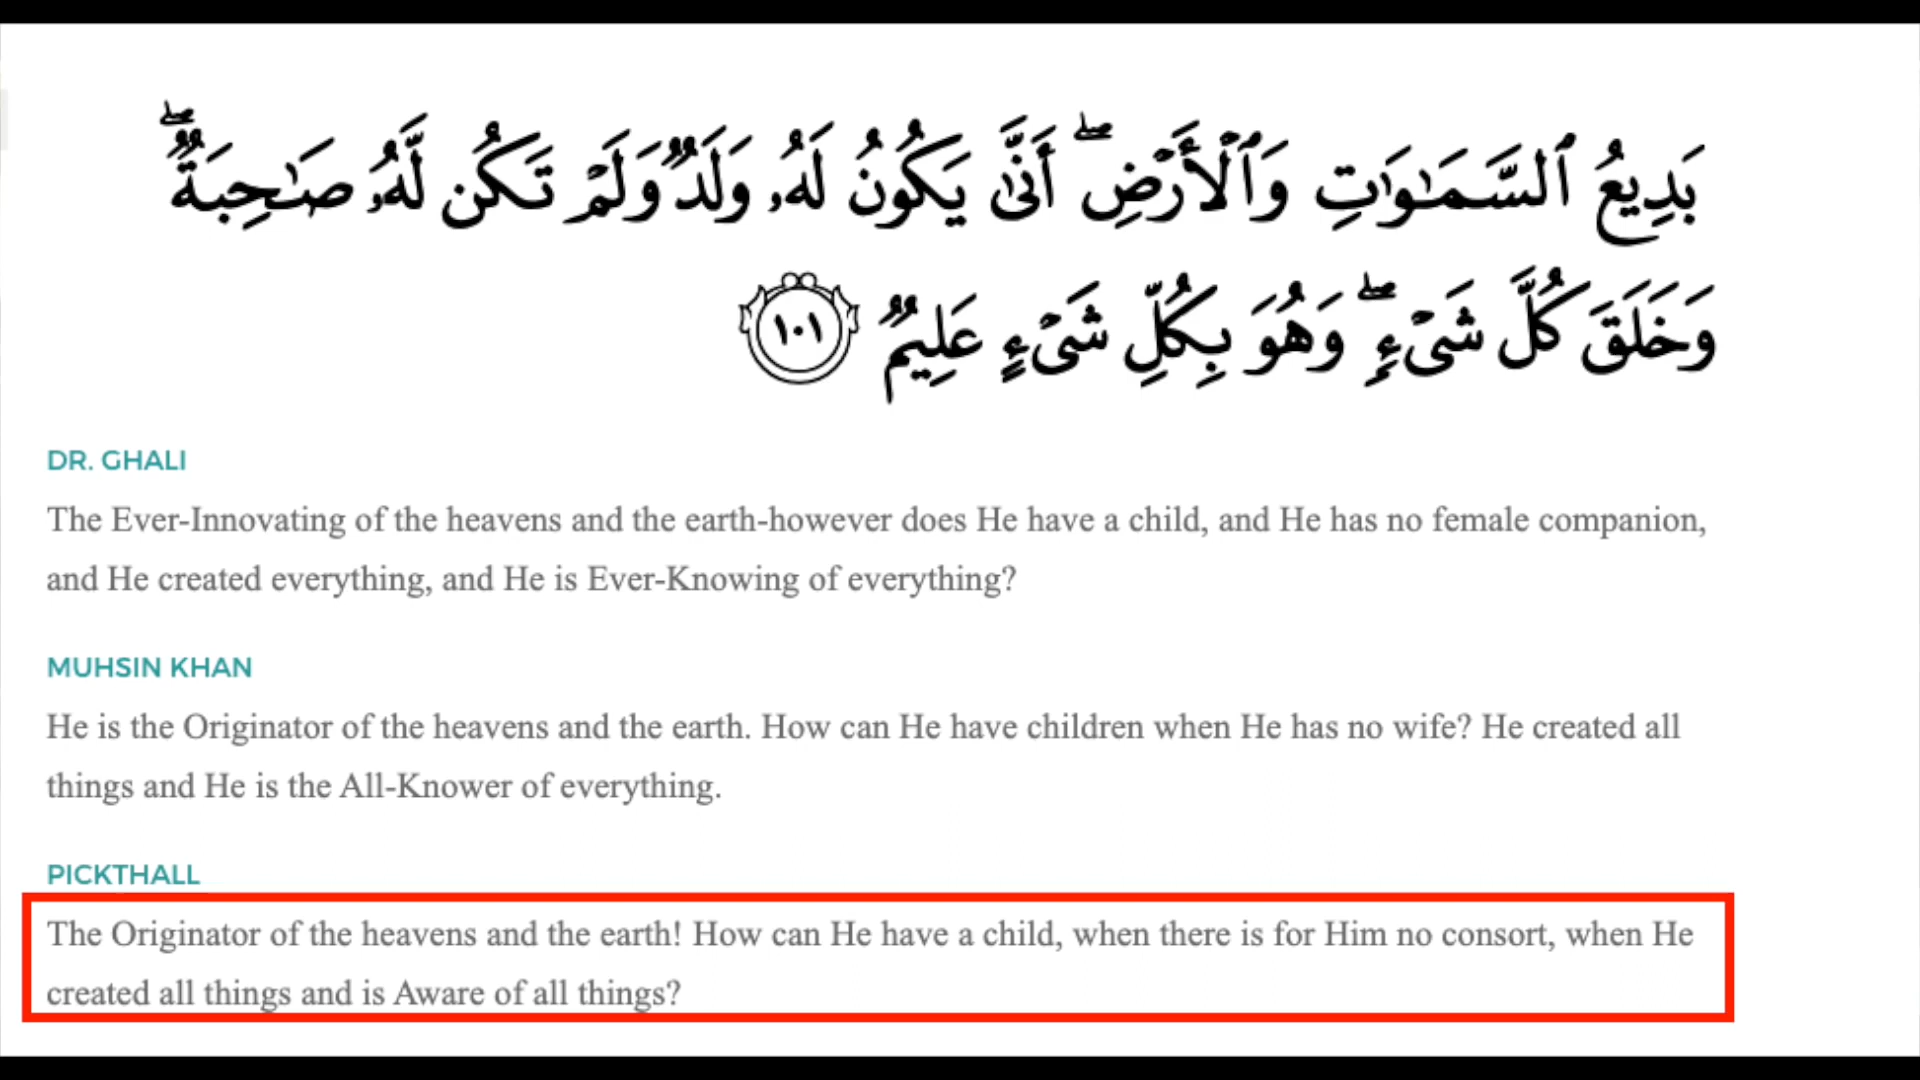 بَدِيعُ ٱلسَّمَـٰوَٰتِ وَٱلْأَرْضِ ۖ أَنَّىٰ يَكُونُ لَهُۥ وَلَدٌ وَلَمْ تَكُن لَّهُۥ صَـٰحِبَةٌ ۖ
وَخَلَقَ كُلَّ شَىْءٍ ۖ وَهُوَ بِكُلِّ شَىْءٍ عَلِيمٌ ١٠١
DR. GHALI
The Ever-Innovating of the heavens and the earth-however does He have a child, and He has no female companion,
and He created everything, and He is Ever-Knowing of everything?
MUHSIN KHAN
He is the Originator of the heavens and the earth. How can He have children when He has no wife? He created all
things and He is the All-Knower of everything.
PICKTHALL
The Originator of the heavens and the earth! How can He have a child, when there is for Him no consort, when He
created all things and is Aware of all things?